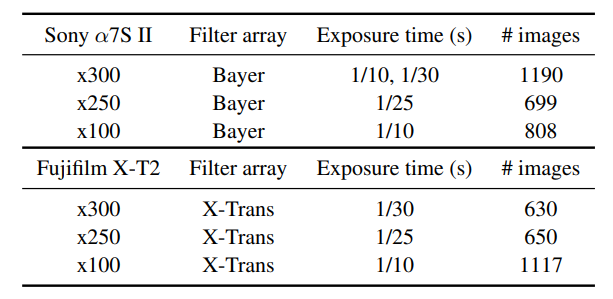 Sony α7S II Filter array Exposure time (s) # images
x300 Bayer 1/10, 1/30 1190
x250 Bayer 1/25 699
x100 Bayer 1/10 808
Fujifilm X-T2 Filter array Exposure time (s) # images
x300 X-Trans 1/30 630
x250 X-Trans 1/25 650
x100 X-Trans 1/10 1117